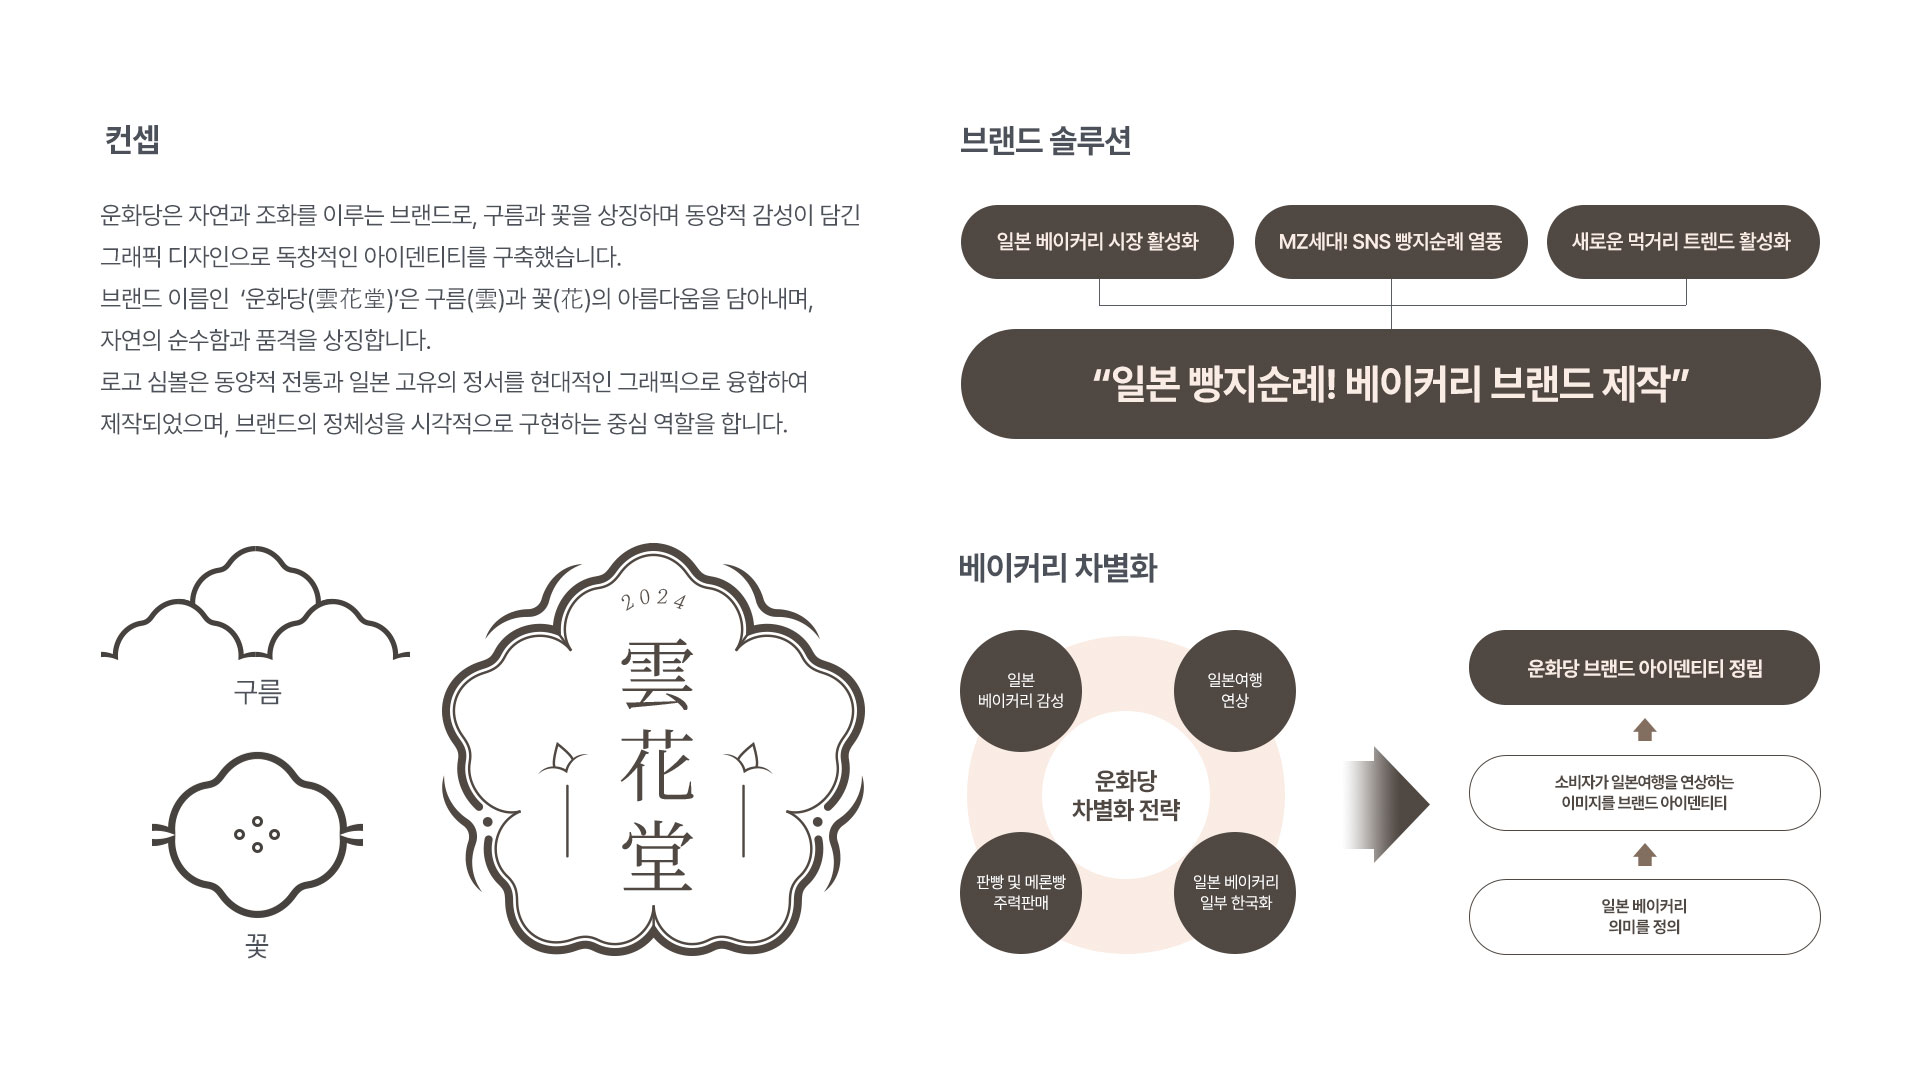 컨셉
운화당은 자연과 조화를 이루는 브랜드로, 구름과 꽃을 상징하며 동양적 감성이 담긴
그래픽 디자인으로 독창적인 아이덴티티를 구축했습니다.
브랜드 이름인 ‘운화당(雲花堂)’은 구름(雲)과 꽃(花)의 아름다움을 담아내며,
자연의 순수함과 품격을 상징합니다.
로고 심볼은 동양적 전통과 일본 고유의 정서를 현대적인 그래픽으로 융합하여
제작되었으며, 브랜드의 정체성을 시각적으로 구현하는 중심 역할을 합니다.
구름
꽃
2024
雲
花
堂
브랜드 솔루션
일본 베이커리 시장 활성화
MZ세대! SNS 빵지순례 열풍
새로운 먹거리 트렌드 활성화
“일본 빵지순례! 베이커리 브랜드 제작”
베이커리 차별화
일본
베이커리 감성
일본여행
연상
운화당
차별화 전략
판빵 및 메론빵
주력판매
일본 베이커리
일부 한국화
운화당 브랜드 아이덴티티 정립
소비자가 일본여행을 연상하는
이미지를 브랜드 아이덴티티
일본 베이커리
의미를 정의